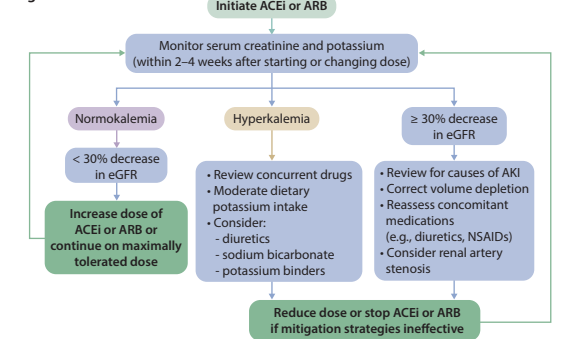 Initiate ACEi or ARB
Monitor serum creatinine and potassium
(within 2–4 weeks after starting or changing dose)
Normokalemia
Hyperkalemia
≥ 30% decrease
in eGFR
< 30% decrease
in eGFR
Increase dose of
ACEi or ARB or
continue on maximally
tolerated dose
• Review concurrent drugs
• Moderate dietary
potassium intake
• Consider:
- diuretics
- sodium bicarbonate
- potassium binders
• Review for causes of AKI
• Correct volume depletion
• Reassess concomitant
medications
(e.g., diuretics, NSAIDs)
• Consider renal artery
stenosis
Reduce dose or stop ACEi or ARB
if mitigation strategies ineffective